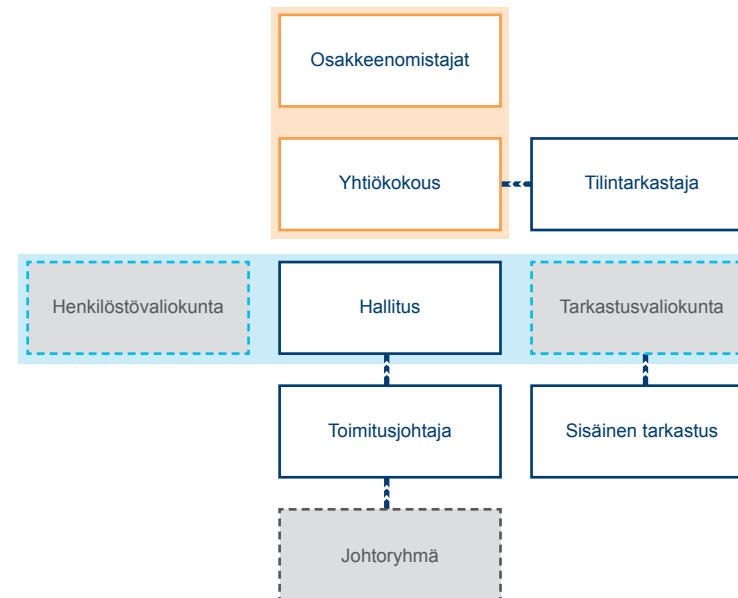 Osakkeenomistajat
Yhtiökokous
Tilintarkastaja
Henkilöstövaliokunta
Hallitus
Tarkastusvaliokunta
Toimitusjohtaja
Sisäinen tarkastus
Johtoryhmä